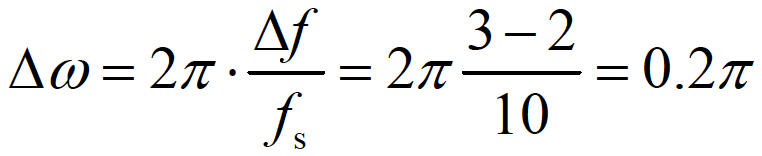 Δω = 2π · Δf / f_s = 2π (3 − 2) / 10 = 0.2π